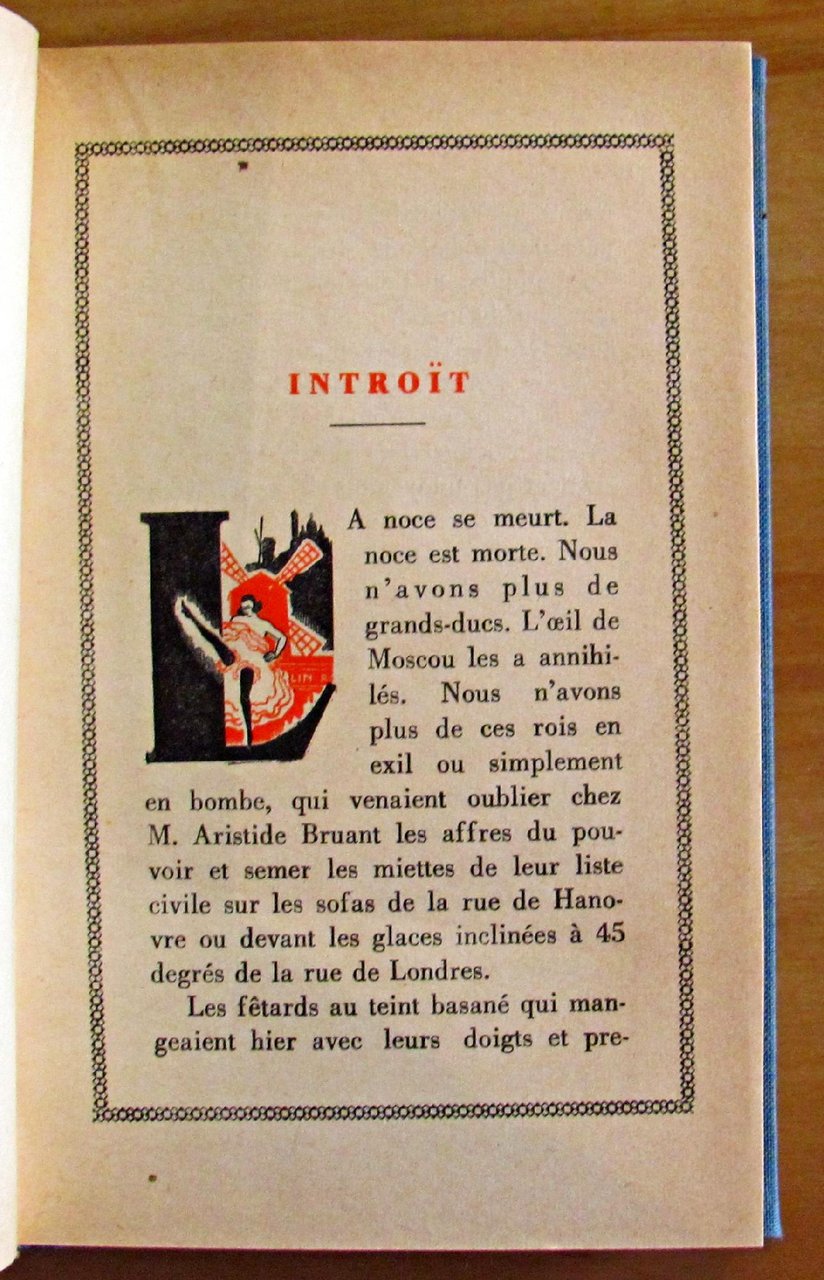 INTROÏT
LA noce se meurt. La
noce est morte. Nous
n'avons plus de
grands-ducs. L'œil de
Moscou les a annihi-
lés. Nous n'avons
plus de ces rois en
exil ou simplement
en bombe, qui venaient oublier chez
M. Aristide Bruant les affres du pou-
voir et semer les miettes de leur liste
civile sur les sofas de la rue de Hano-
vre ou devant les glaces inclinées à 45
degrés de la rue de Londres.
Les fêtards au teint basané qui man-
geaient hier avec leurs doigts et pre-